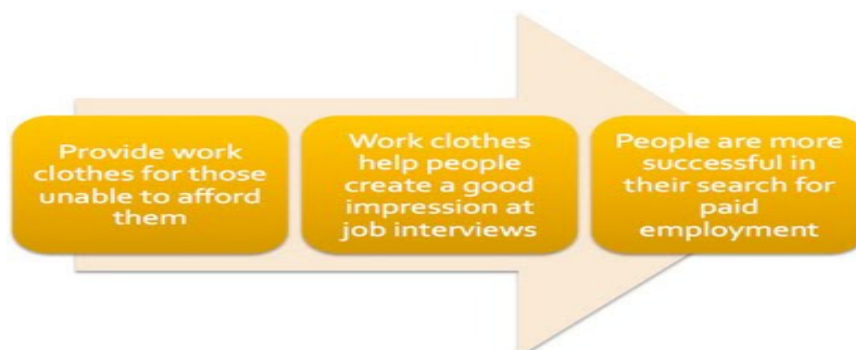 Provide work
clothes for those
unable to afford
them
Work clothes
help people
create a good
impression at
job interviews
People are more
successful in
their search for
paid
employment